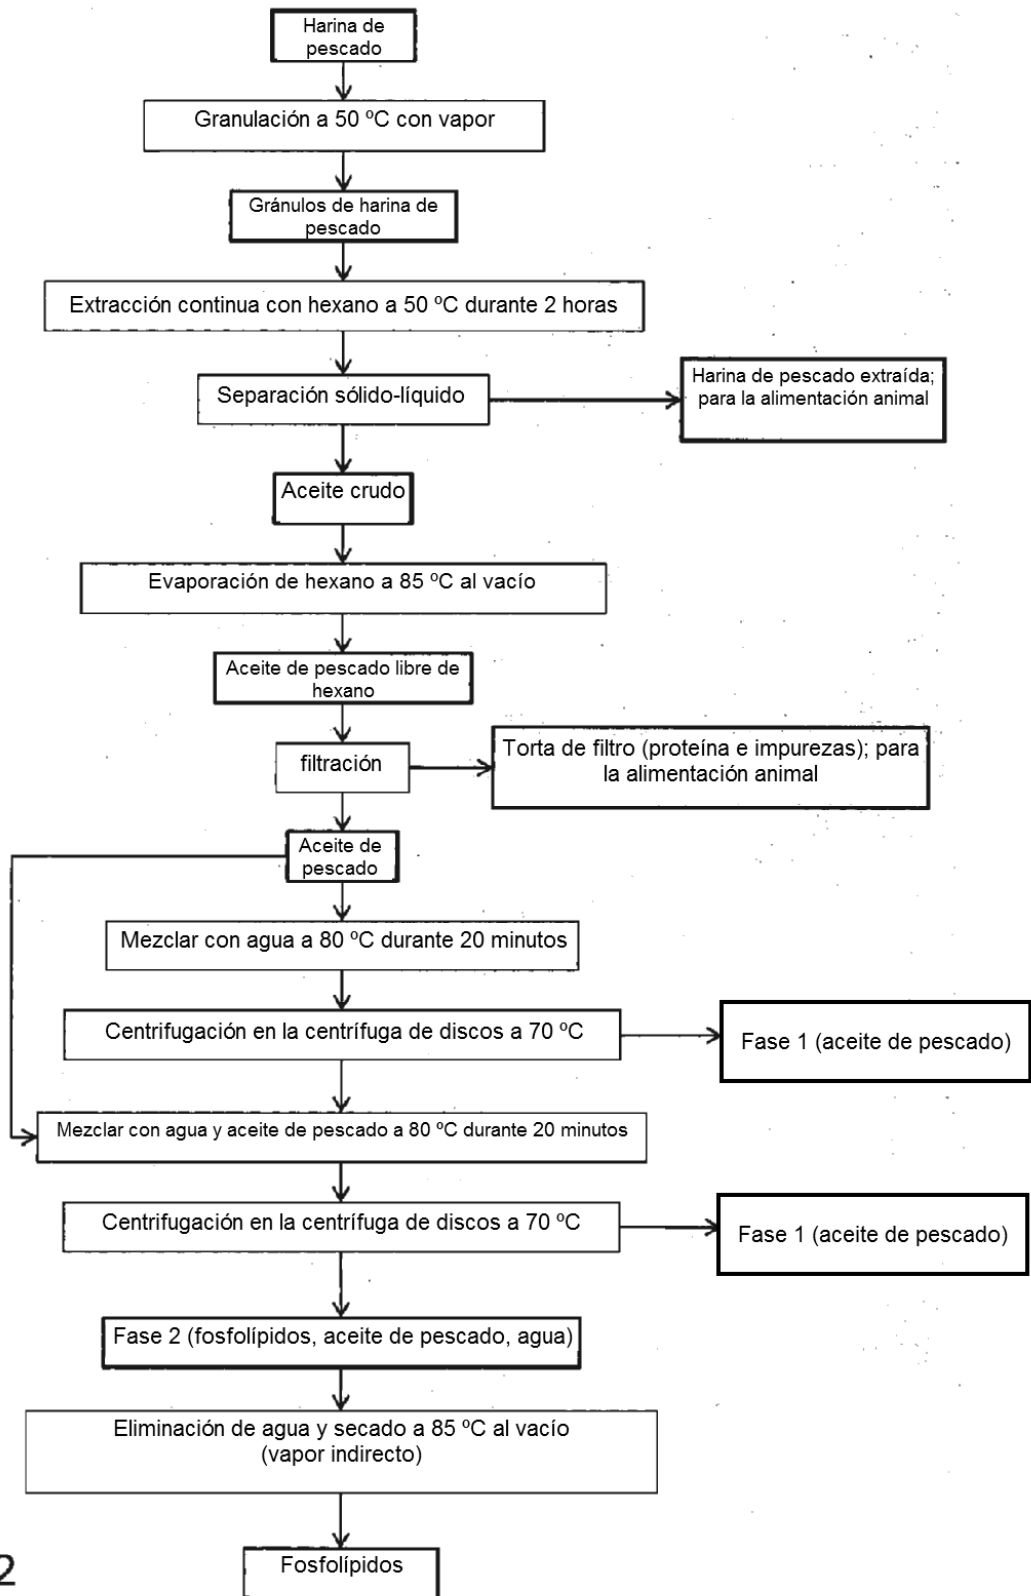 Harina de
pescado
Granulación a 50 ºC con vapor
Gránulos de harina de
pescado
Extracción continua con hexano a 50 ºC durante 2 horas
Separación sólido-líquido
Harina de pescado extraída;
para la alimentación animal
Aceite crudo
Evaporación de hexano a 85 ºC al vacío
Aceite de pescado libre de
hexano
filtración
Torta de filtro (proteína e impurezas); para
la alimentación animal
Aceite de
pescado
Mezclar con agua a 80 ºC durante 20 minutos
Centrifugación en la centrífuga de discos a 70 ºC
Fase 1 (aceite de pescado)
Mezclar con agua y aceite de pescado a 80 ºC durante 20 minutos
Centrifugación en la centrífuga de discos a 70 ºC
Fase 1 (aceite de pescado)
Fase 2 (fosfolípidos, aceite de pescado, agua)
Eliminación de agua y secado a 85 ºC al vacío
(vapor indirecto)
Fosfolípidos
2